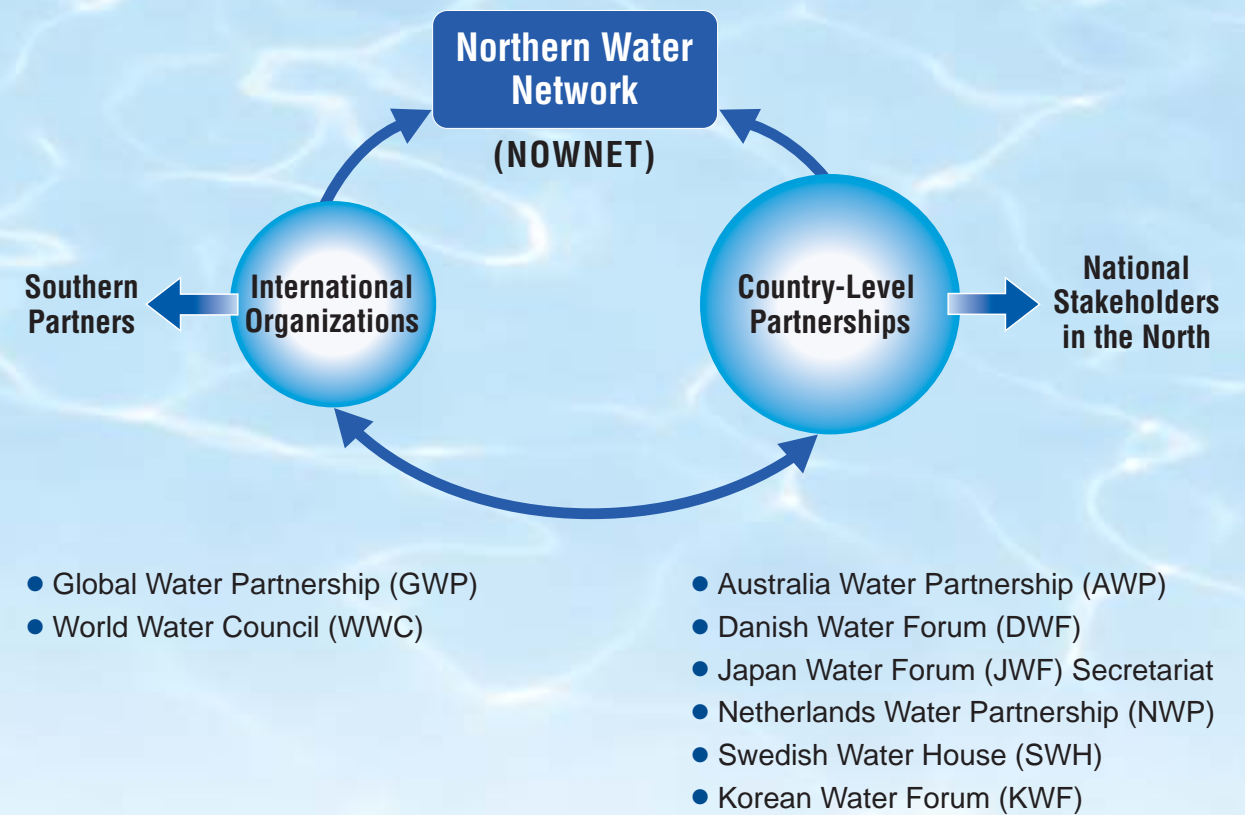 Northern Water
Network
(NOWNET)
Southern
Partners
International
Organizations
Country-Level
Partnerships
National
Stakeholders
in the North
● Global Water Partnership (GWP)
● World Water Council (WWC)
● Australia Water Partnership (AWP)
● Danish Water Forum (DWF)
● Japan Water Forum (JWF) Secretariat
● Netherlands Water Partnership (NWP)
● Swedish Water House (SWH)
● Korean Water Forum (KWF)